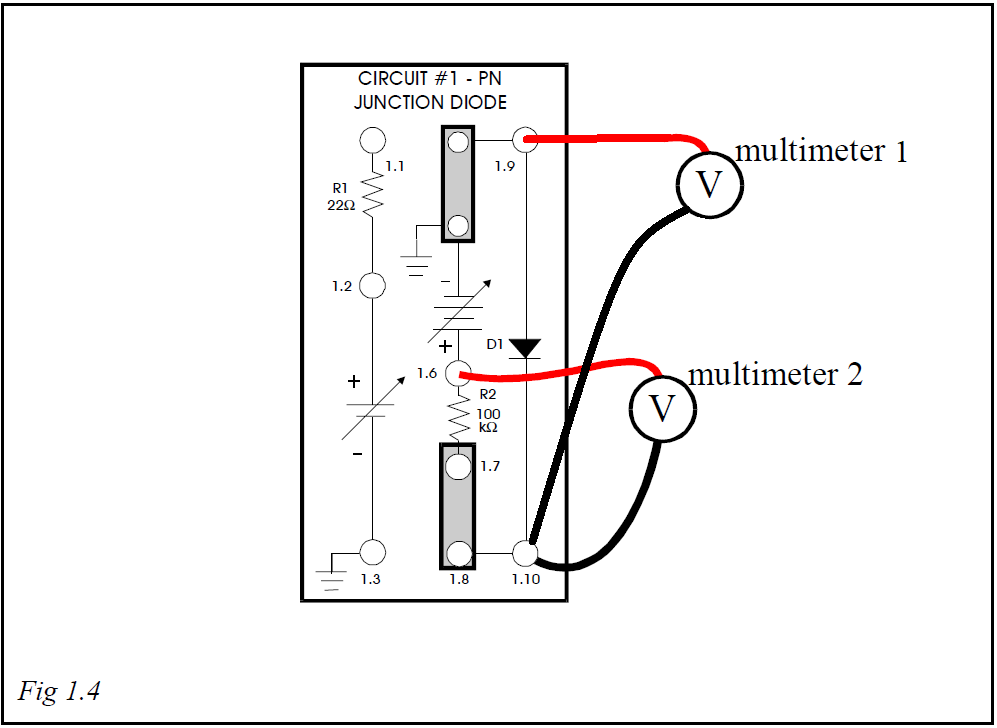 CIRCUIT #1 - PN
JUNCTION DIODE
multimeter 1
1.1
1.9
R1
22Ω
V
1.2
-
+
D1
1.6
multimeter 2
+
R2
100
kΩ
V
-
1.7
1.3
1.8
1.10
Fig 1.4